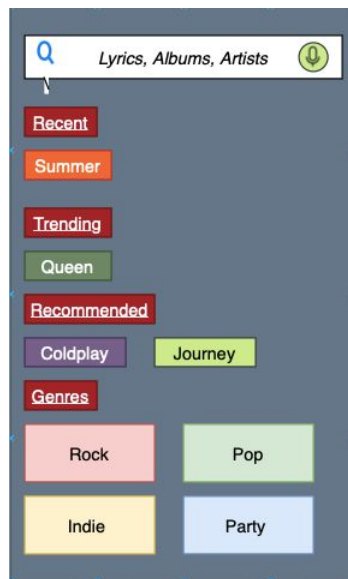 Lyrics, Albums, Artists
Recent
Summer
Trending
Queen
Recommended
Coldplay Journey
Genres
Rock Pop
Indie Party